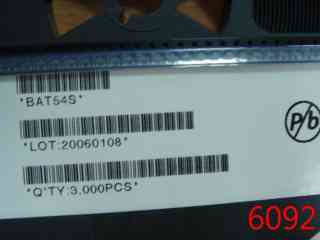 *BAT54S*
*LOT:20060108*
*Q'TY:3,000PCS*
Pb
6092